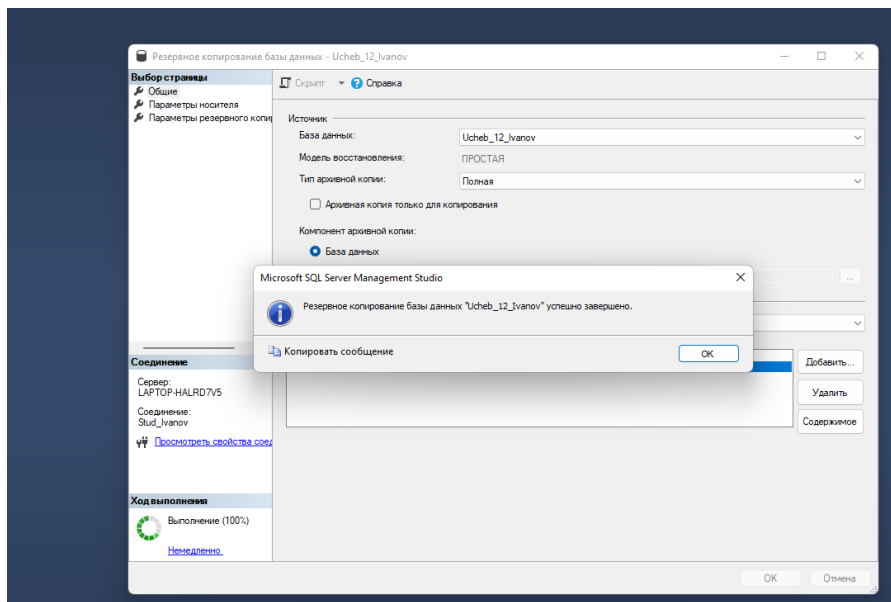 Резервное копирование базы данных - Ucheb_12_Ivanov
Выбор страницы
Общие
Параметры носителя
Параметры резервного
Скрипт
Справка
Источник
База данных:
Ucheb_12_Ivanov
Модель восстановления:
ПРОСТАЯ
Тип архивной копии:
Полная
Архивная копия только для копирования
Компонент архивной копии:
База данных
...
Microsoft SQL Server Management Studio
Резервное копирование базы данных "Ucheb_12_Ivanov" успешно завершено.
Копировать сообщение
OK
Добавить...
Удалить
Содержимое
Соединение
Сервер:
LAPTOP-HALRD7V5
Соединение:
Stud_Ivanov
Просмотреть свойства
Ход выполнения
Выполнение (100%)
Немедленно
OK
Отмена